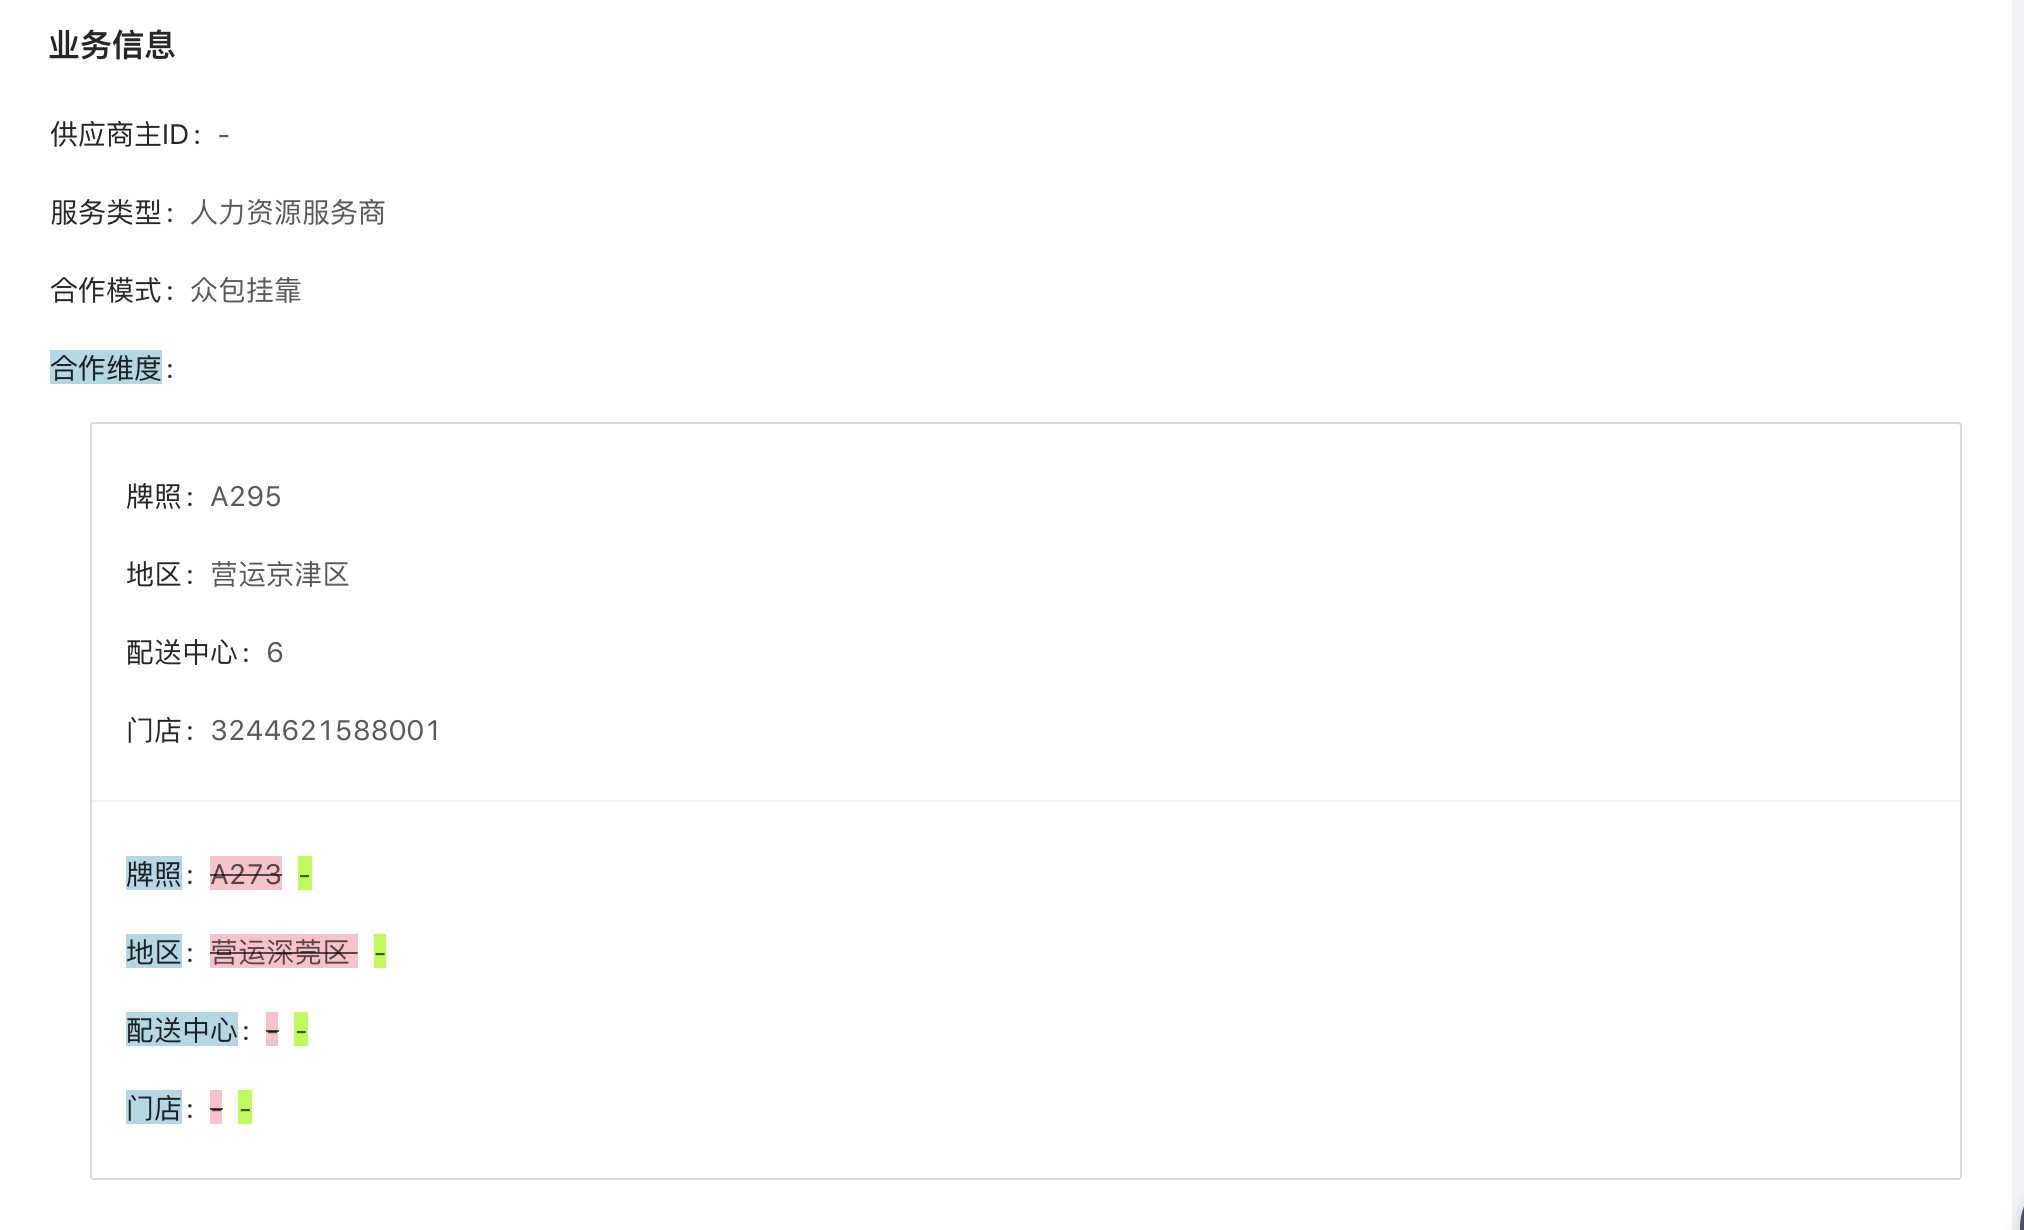 业务信息
供应商主ID： -
服务类型： 人力资源服务商
合作模式： 众包挂靠
合作维度：
牌照： A295
地区： 营运京津区
配送中心： 6
门店： 3244621588001
牌照： A273 -
地区： 营运深莞区 -
配送中心： - -
门店： - -